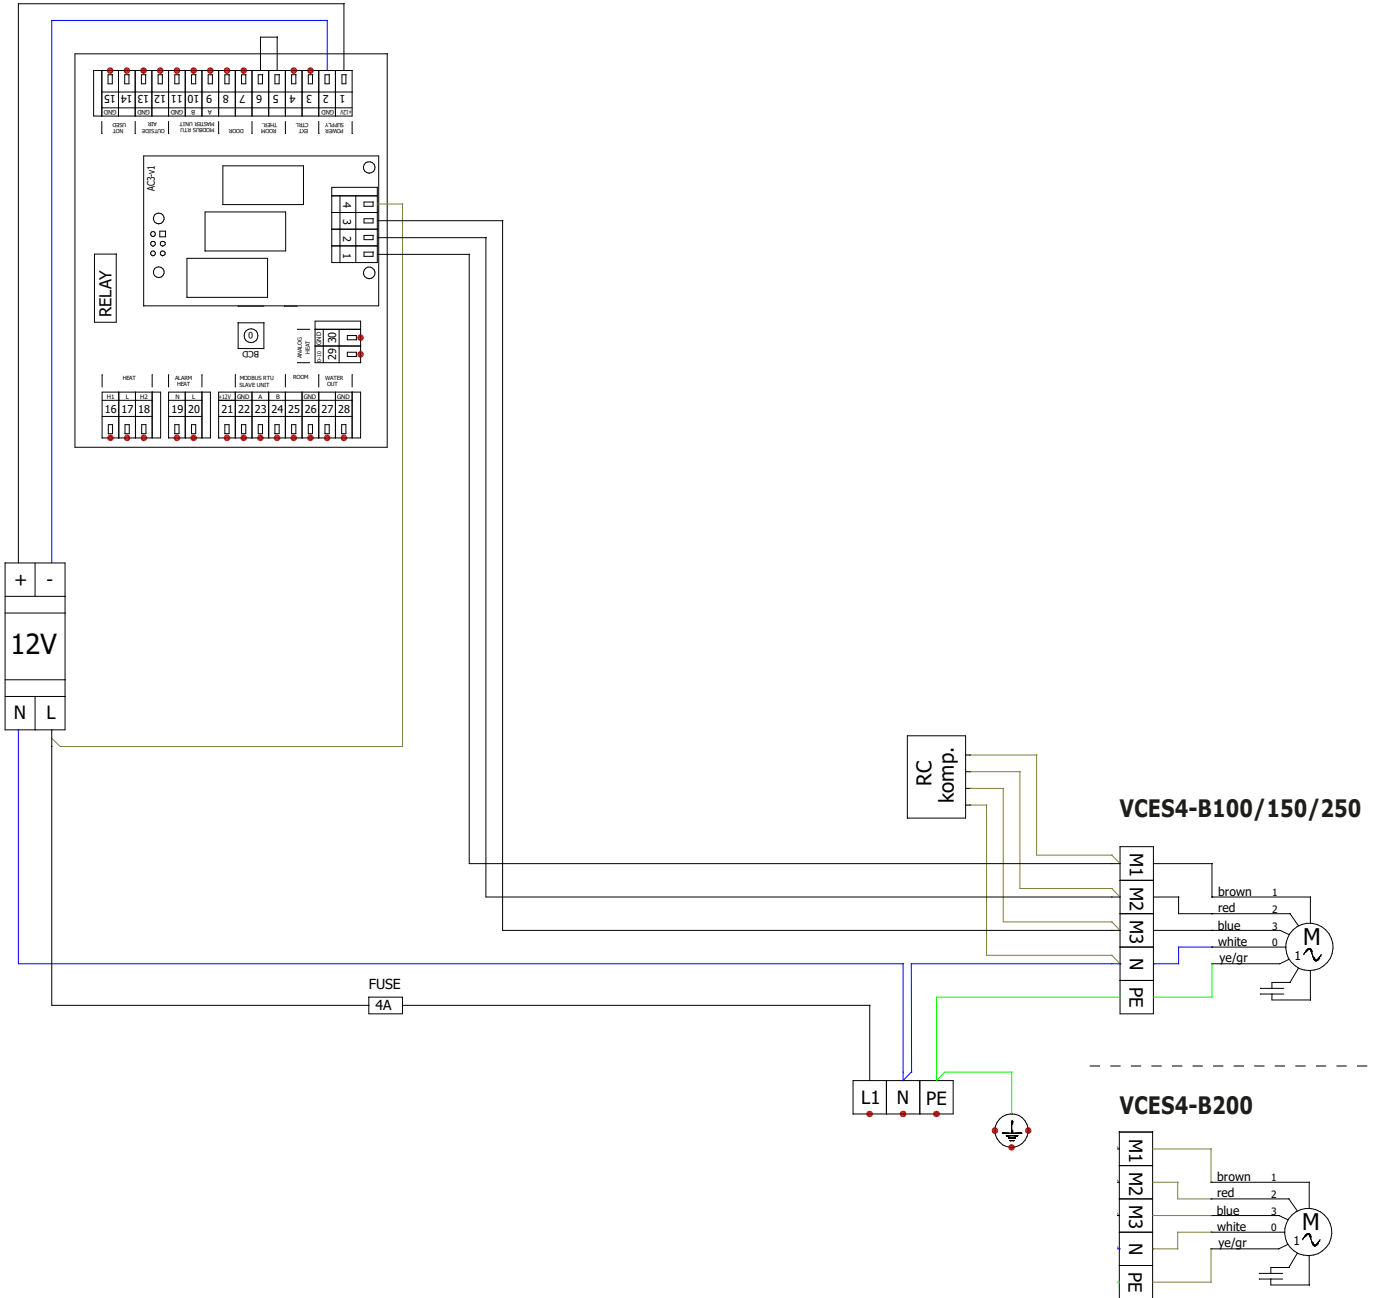 15 14 13 12 11 10 9 8 7 6 5 4 3 2 1
GND GND GND B A GND +12V
NOT USED
OUTSIDE AIR
MODBUS RTU MASTER UNIT
DOOR
ROOM THER.
EXT CTRL
POWER SUPPLY
AC3-v1
4
3
2
1
RELAY
0
BCD
ANALOG HEAT
GND 30
0-10 29
HEAT
ALARM HEAT
MODBUS RTU SLAVE UNIT
ROOM
WATER OUT
H1 L H2 N L +12V GND A B GND GND
16 17 18 19 20 21 22 23 24 25 26 27 28
+ -
12V
N L
RC komp.
VCES4-B100/150/250
M1
M2
M3
N
PE
brown 1
red 2
blue 3
white 0
ye/gr
M
1
FUSE
4A
L1 N PE
VCES4-B200
M1
M2
M3
N
PE
brown 1
red 2
blue 3
white 0
ye/gr
M
1